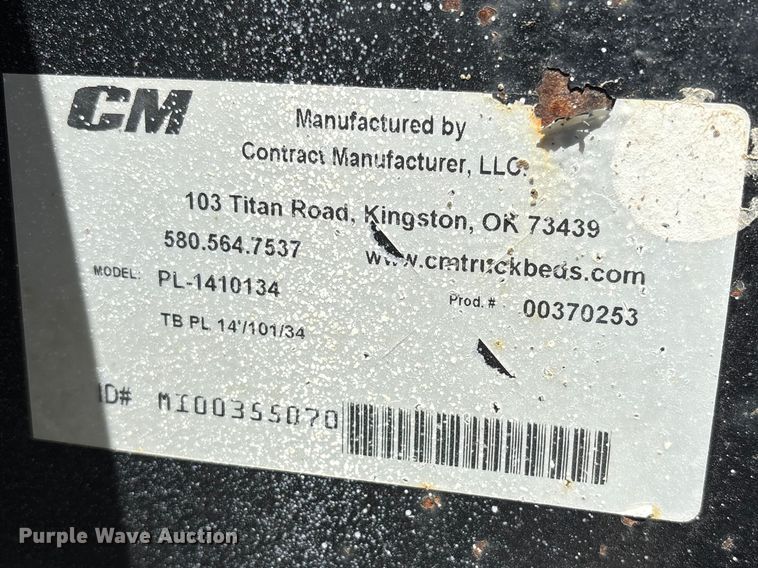 CM
Manufactured by
Contract Manufacturer, LLC.
103 Titan Road, Kingston, OK 73439
580.564.7537 www.cmtruckbeds.com
MODEL: PL-1410134
Prod. # 00370253
TB PL 14'/101/34
ID# MI00355070
Purple Wave Auction